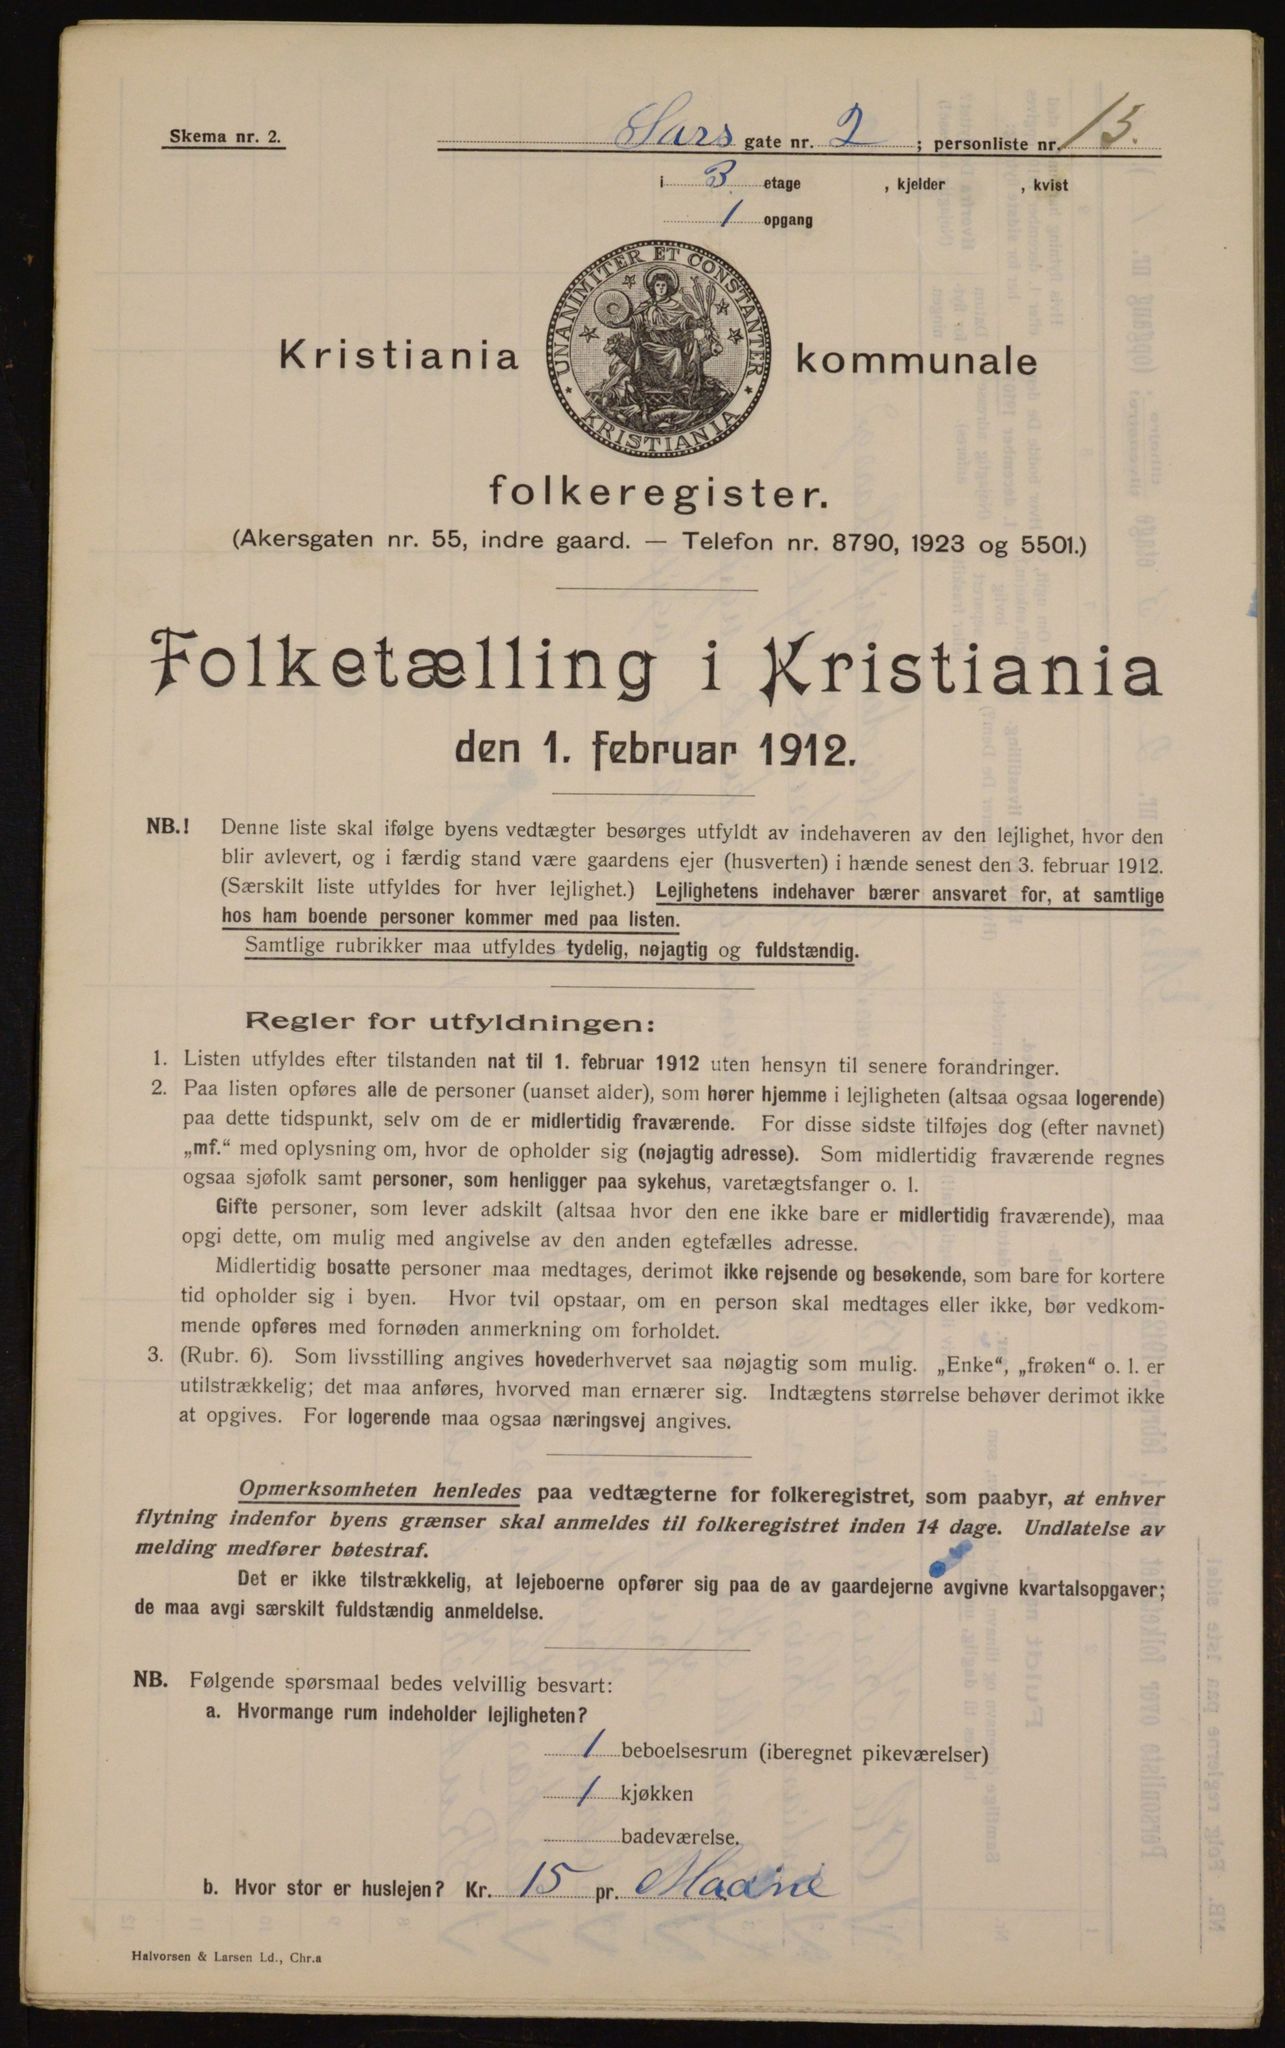 Skema nr. 2.
Sars gate nr. 2 ; personliste nr. 15.
i 3. etage , kjelder , kvist
1 opgang
UNANIMITER ET CONSTANTER
KRISTIANIA
Kristiania kommunale
folkeregister.
(Akersgaten nr. 55, indre gaard. — Telefon nr. 8790, 1923 og 5501.)
Folketælling i Kristiania
den 1. februar 1912.
NB.! Denne liste skal ifølge byens vedtægter besørges utfyldt av indehaveren av den lejlighet, hvor den
blir avlevert, og i færdig stand være gaardens ejer (husverten) i hænde senest den 3. februar 1912.
(Særskilt liste utfyldes for hver lejlighet.) Lejlighetens indehaver bærer ansvaret for, at samtlige
hos ham boende personer kommer med paa listen.
Samtlige rubrikker maa utfyldes tydelig, nøjagtig og fuldstændig.
Regler for utfyldningen:
1. Listen utfyldes efter tilstanden nat til 1. februar 1912 uten hensyn til senere forandringer.
2. Paa listen opføres alle de personer (uanset alder), som hører hjemme i lejligheten (altsaa ogsaa logerende)
paa dette tidspunkt, selv om de er midlertidig fraværende. For disse sidste tilføjes dog (efter navnet)
„mf.“ med oplysning om, hvor de opholder sig (nøjagtig adresse). Som midlertidig fraværende regnes
ogsaa sjøfolk samt personer, som henligger paa sykehus, varetægtsfanger o. l.
Gifte personer, som lever adskilt (altsaa hvor den ene ikke bare er midlertidig fraværende), maa
opgi dette, om mulig med angivelse av den anden egtefælles adresse.
Midlertidig bosatte personer maa medtages, derimot ikke rejsende og besøkende, som bare for kortere
tid opholder sig i byen. Hvor tvil opstaar, om en person skal medtages eller ikke, bør vedkom-
mende opføres med fornøden anmerkning om forholdet.
3. (Rubr. 6). Som livsstilling angives hovederhvervet saa nøjagtig som mulig. „Enke“, „frøken“ o. l. er
utilstrækkelig; det maa anføres, hvorved man ernærer sig. Indtægtens størrelse behøver derimot ikke
at opgives. For logerende maa ogsaa næringsvej angives.
Opmerksomheten henledes paa vedtægterne for folkeregistret, som paabyr, at enhver
flytning indenfor byens grænser skal anmeldes til folkeregistret inden 14 dage. Undlatelse av
melding medfører bøtestraf.
Det er ikke tilstrækkelig, at lejeboerne opfører sig paa de av gaardejerne avgivne kvartalsopgaver;
de maa avgi særskilt fuldstændig anmeldelse.
NB. Følgende spørsmaal bedes velvillig besvart:
a. Hvormange rum indeholder lejligheten?
1 beboelsesrum (iberegnet pikeværelser)
1 kjøkken
badeværelse.
b. Hvor stor er huslejen? Kr. 15 pr.
Halvorsen & Larsen Ld., Chr.a